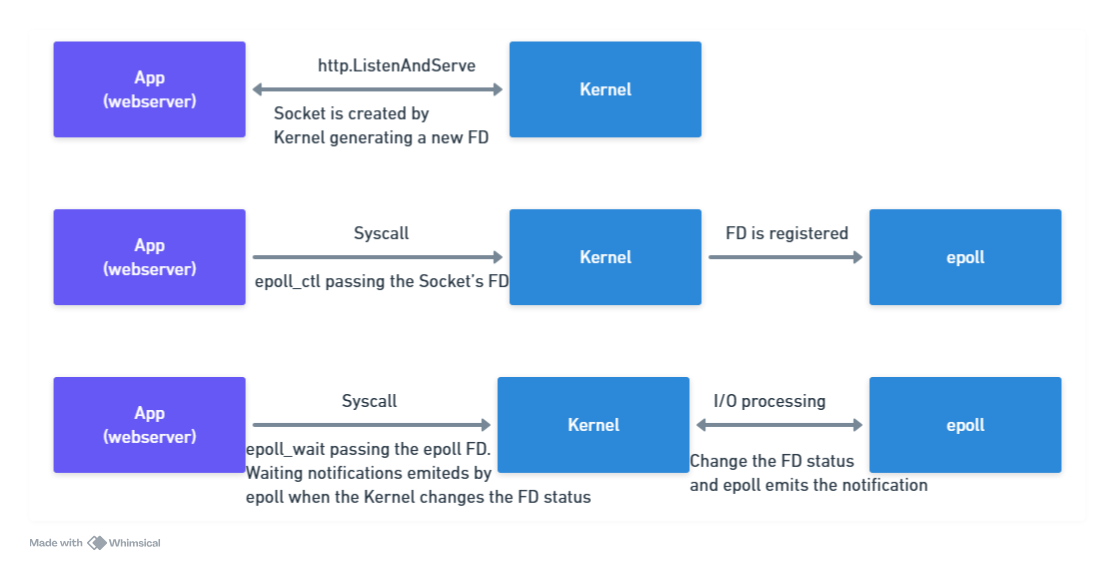 App
(webserver)
http.ListenAndServe
Socket is created by
Kernel generating a new FD
Kernel
App
(webserver)
Syscall
epoll_ctl passing the Socket's FD
Kernel
FD is registered
epoll
App
(webserver)
Syscall
epoll_wait passing the epoll FD.
Waiting notifications emiteds by
epoll when the Kernel changes the FD status
Kernel
I/O processing
Change the FD status
and epoll emits the notification
epoll
Made with Whimsical